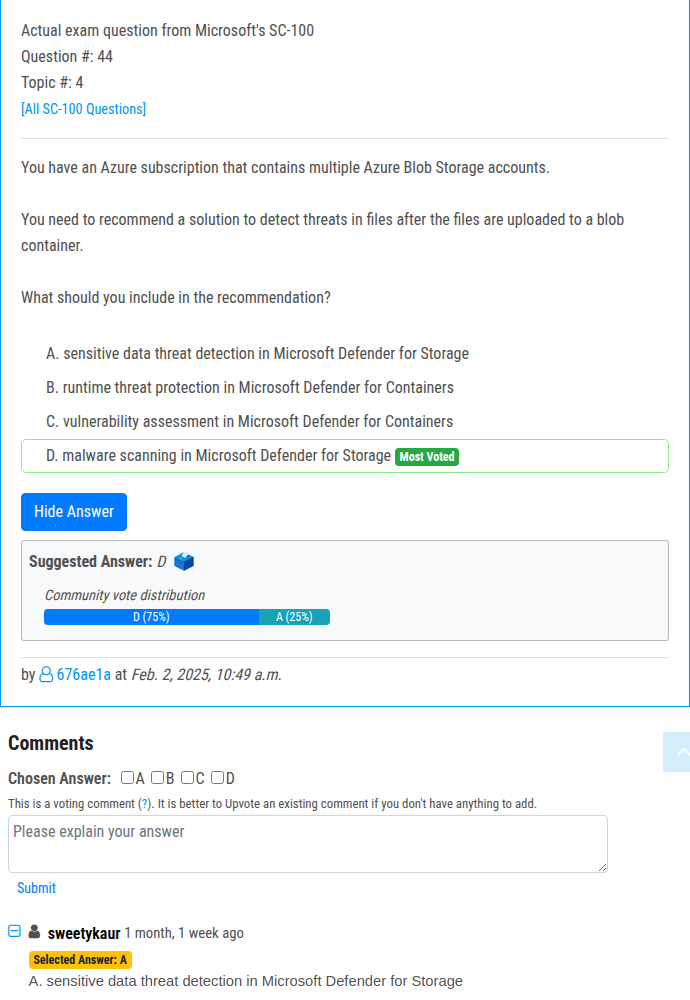 Actual exam question from Microsoft's SC-100
Question #: 44
Topic #: 4
[All SC-100 Questions]
You have an Azure subscription that contains multiple Azure Blob Storage accounts.
You need to recommend a solution to detect threats in files after the files are uploaded to a blob
container.
What should you include in the recommendation?
A. sensitive data threat detection in Microsoft Defender for Storage
B. runtime threat protection in Microsoft Defender for Containers
C. vulnerability assessment in Microsoft Defender for Containers
D. malware scanning in Microsoft Defender for Storage Most Voted
Hide Answer
Suggested Answer: D
Community vote distribution
D (75%) A (25%)
by 676ae1a at Feb. 2, 2025, 10:49 a.m.
Comments
Chosen Answer: A B C D
This is a voting comment (?). It is better to Upvote an existing comment if you don't have anything to add.
Please explain your answer
Submit
sweetykaur 1 month, 1 week ago
Selected Answer: A
A. sensitive data threat detection in Microsoft Defender for Storage